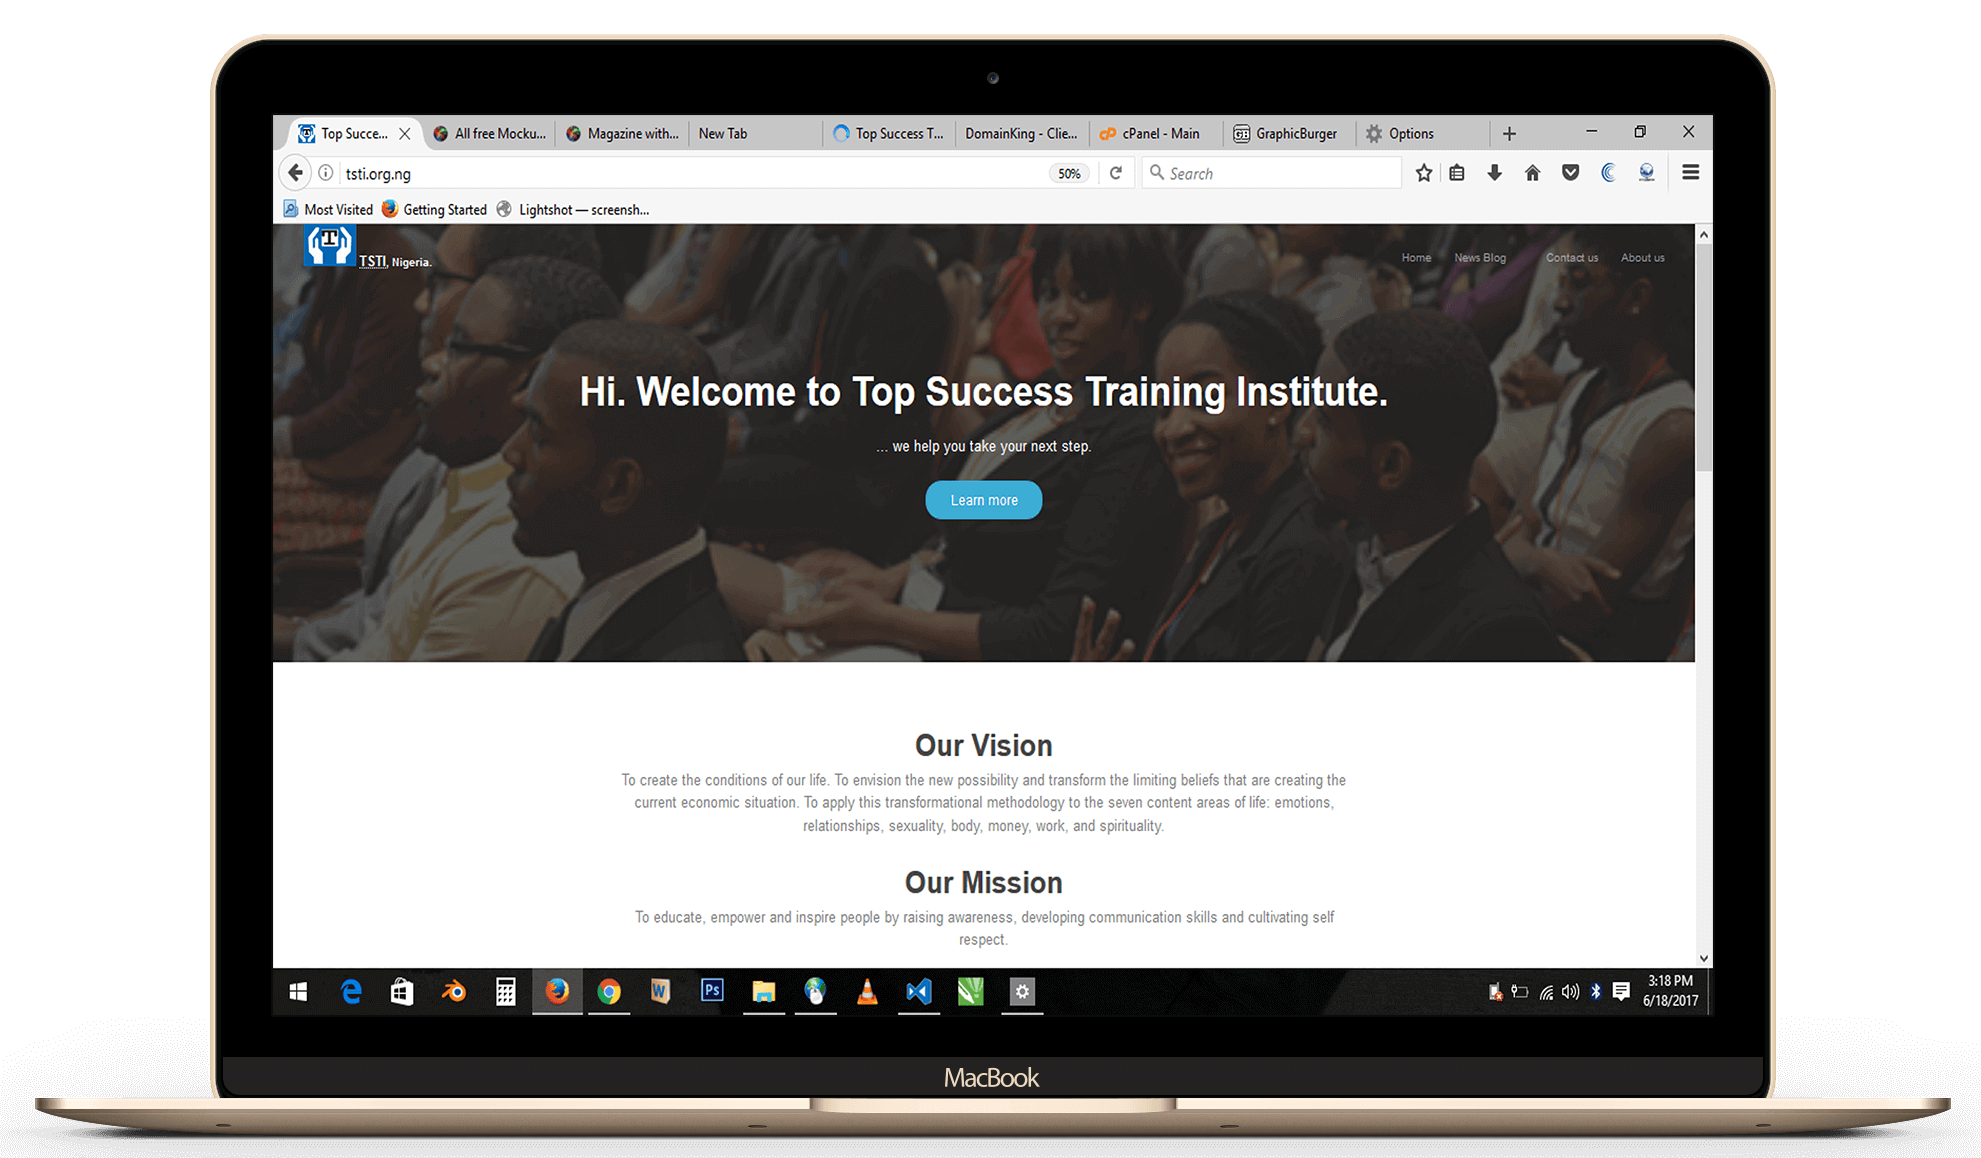 Top Succe...
All free Mocku...
Magazine with...
New Tab
Top Success T...
DomainKing - Clie...
cP cPanel - Main
GraphicBurger
Options
tsti.org.ng
50%
Search
Most Visited
Getting Started
Lightshot — screensh...
T
TSTI, Nigeria.
Home
News Blog
Contact us
About us
Hi. Welcome to Top Success Training Institute.
... we help you take your next step.
Learn more
Our Vision
To create the conditions of our life. To envision the new possibility and transform the limiting beliefs that are creating the
current economic situation. To apply this transformational methodology to the seven content areas of life: emotions,
relationships, sexuality, body, money, work, and spirituality.
Our Mission
To educate, empower and inspire people by raising awareness, developing communication skills and cultivating self
respect.
W
Ps
3:18 PM
6/18/2017
MacBook